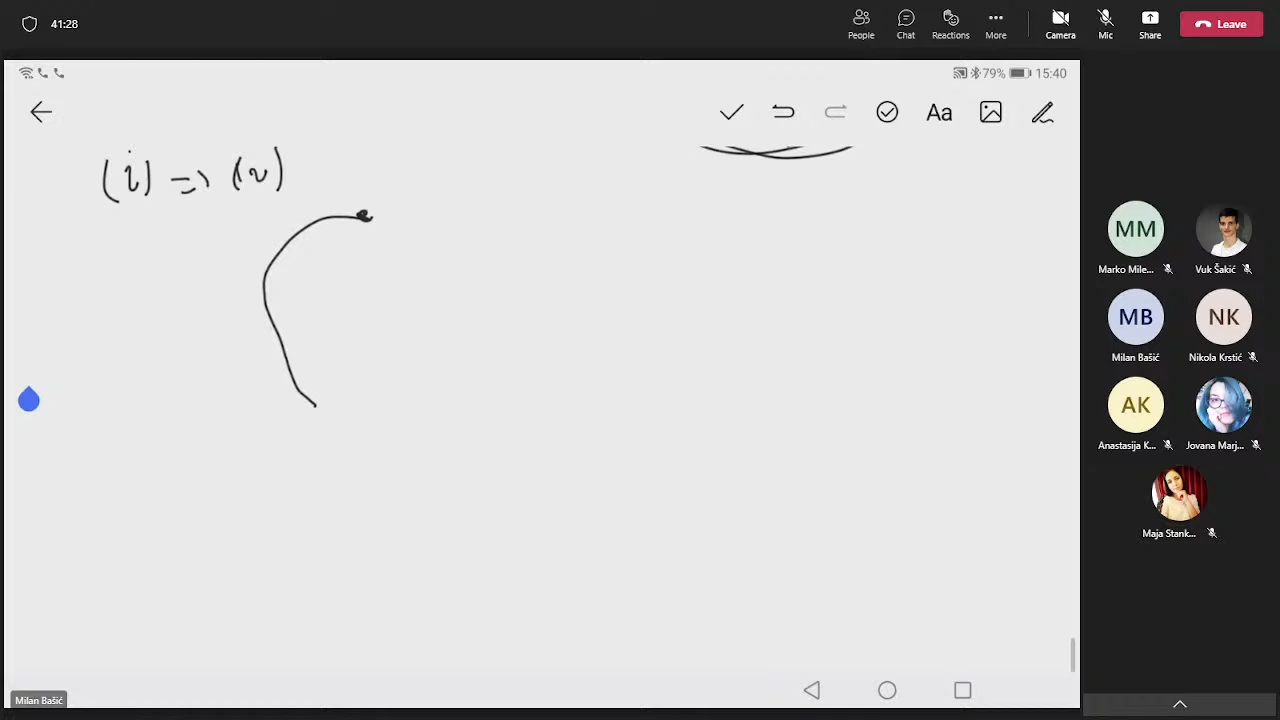 41:28
People Chat Reactions More Camera Mic Share Leave
79% 15:40
Aa
(i) => (ii)
MM
Marko Mile... Vuk Šakić
MB NK
Milan Bašić Nikola Krstić
AK
Anastasija K... Jovana Marj...
Maja Stank...
Milan Bašić